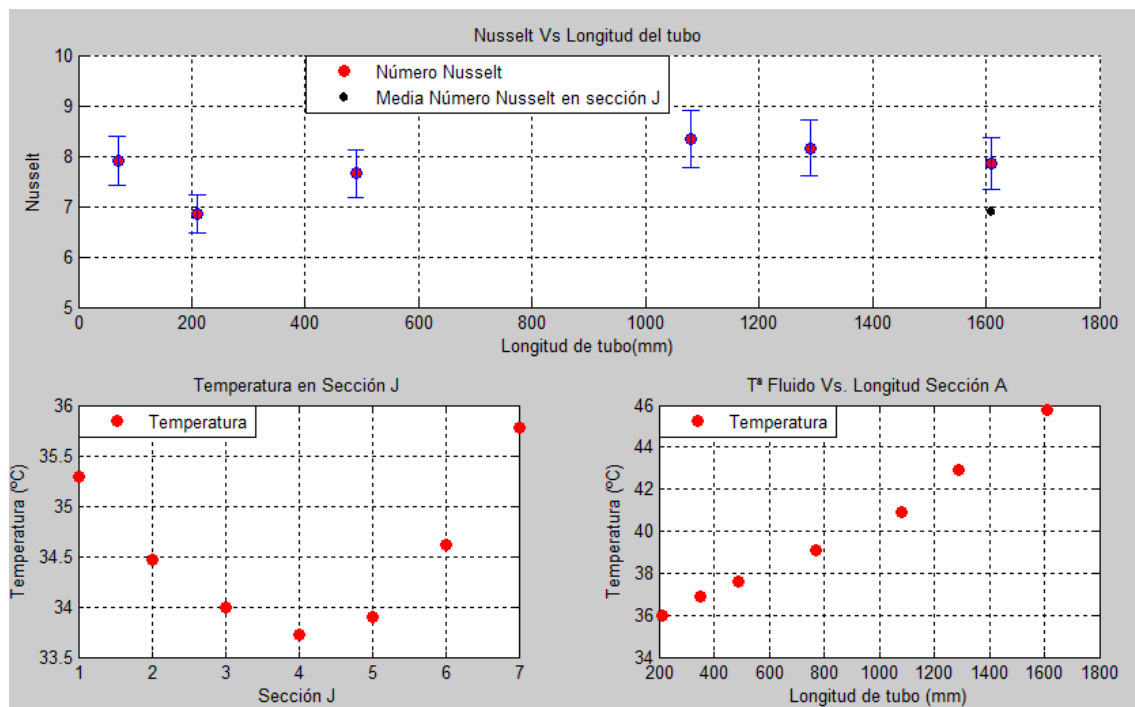 Nusselt Vs Longitud del tubo
Número Nusselt
Media Número Nusselt en sección J
Nusselt
10
9
8
7
6
5
0 200 400 600 800 1000 1200 1400 1600 1800
Longitud de tubo(mm)
Temperatura en Sección J
Temperatura
Temperatura (ºC)
36
35.5
35
34.5
34
33.5
1 2 3 4 5 6 7
Sección J
Tª Fluido Vs. Longitud Sección A
Temperatura
Temperatura (ºC)
46
44
42
40
38
36
34
200 400 600 800 1000 1200 1400 1600 1800
Longitud de tubo (mm)